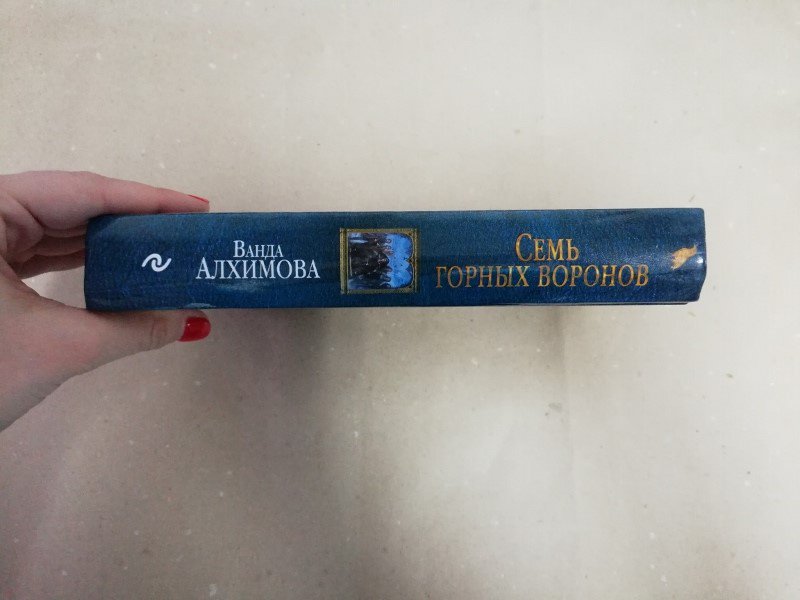 Ванда
Алхимова
Семь
горных воронов